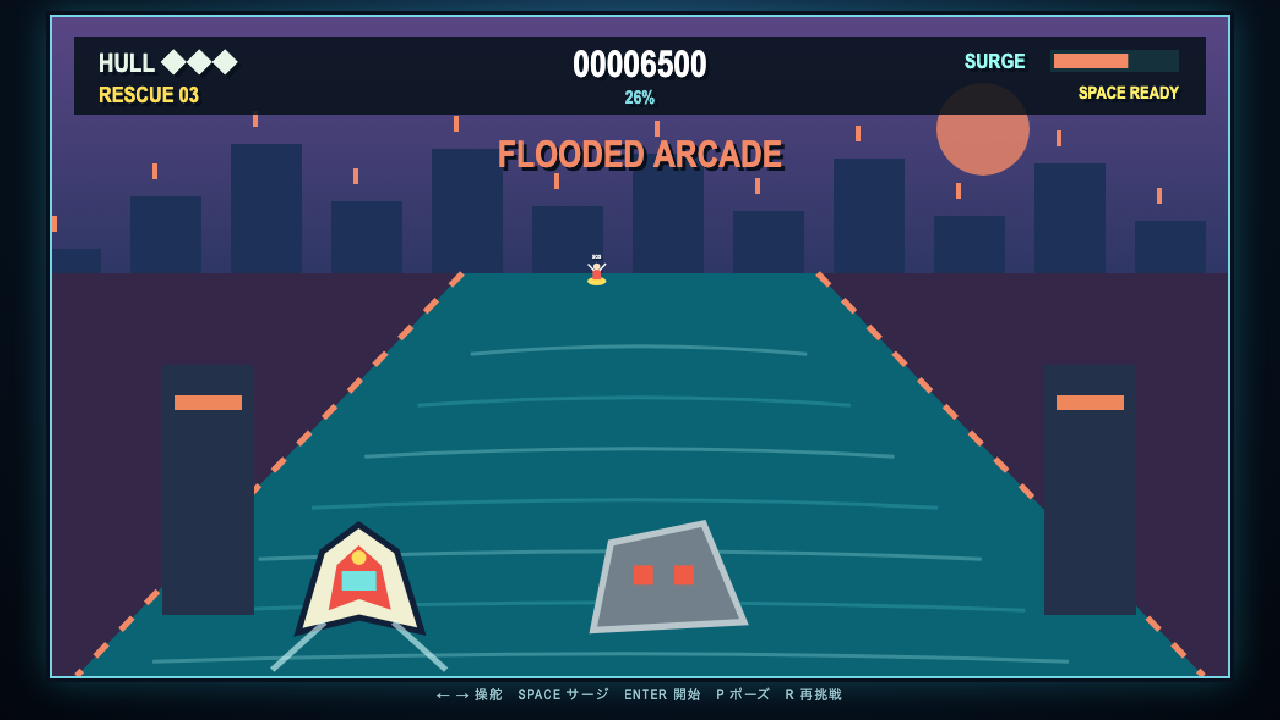 HULL
RESCUE 03
00006500
26%
SURGE
SPACE READY
FLOODED ARCADE
← → 操舵 SPACE サージ ENTER 開始 P ポーズ R 再挑戦